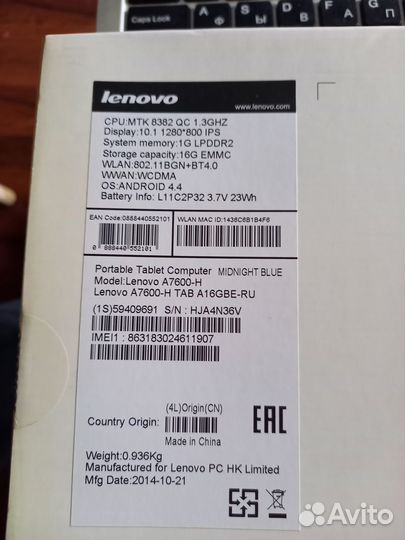 Caps Lock
Ф
Ы
В
lenovo
www.lenovo.com
CPU:MTK 8382 QC 1.3GHZ
Display:10.1 1280*800 IPS
System memory:1G LPDDR2
Storage capacity:16G EMMC
WLAN:802.11BGN+BT4.0
WWAN:WCDMA
OS:ANDROID 4.4
Battery Info: L11C2P32 3.7V 23Wh
EAN Code:0888440552101
WLAN MAC ID:1436C6B1B4F6
0 888440 552101
Portable Tablet Computer MIDNIGHT BLUE
Model:Lenovo A7600-H
Lenovo A7600-H TAB A16GBE-RU
(1S)59409691 S/N : HJA4N36V
IMEI1 : 863183024611907
(4L)Origin(CN)
Country Origin:
Made in China
EAC
Weight:0.936Kg
Manufactured for Lenovo PC HK Limited
Mfg Date:2014-10-21
Avito